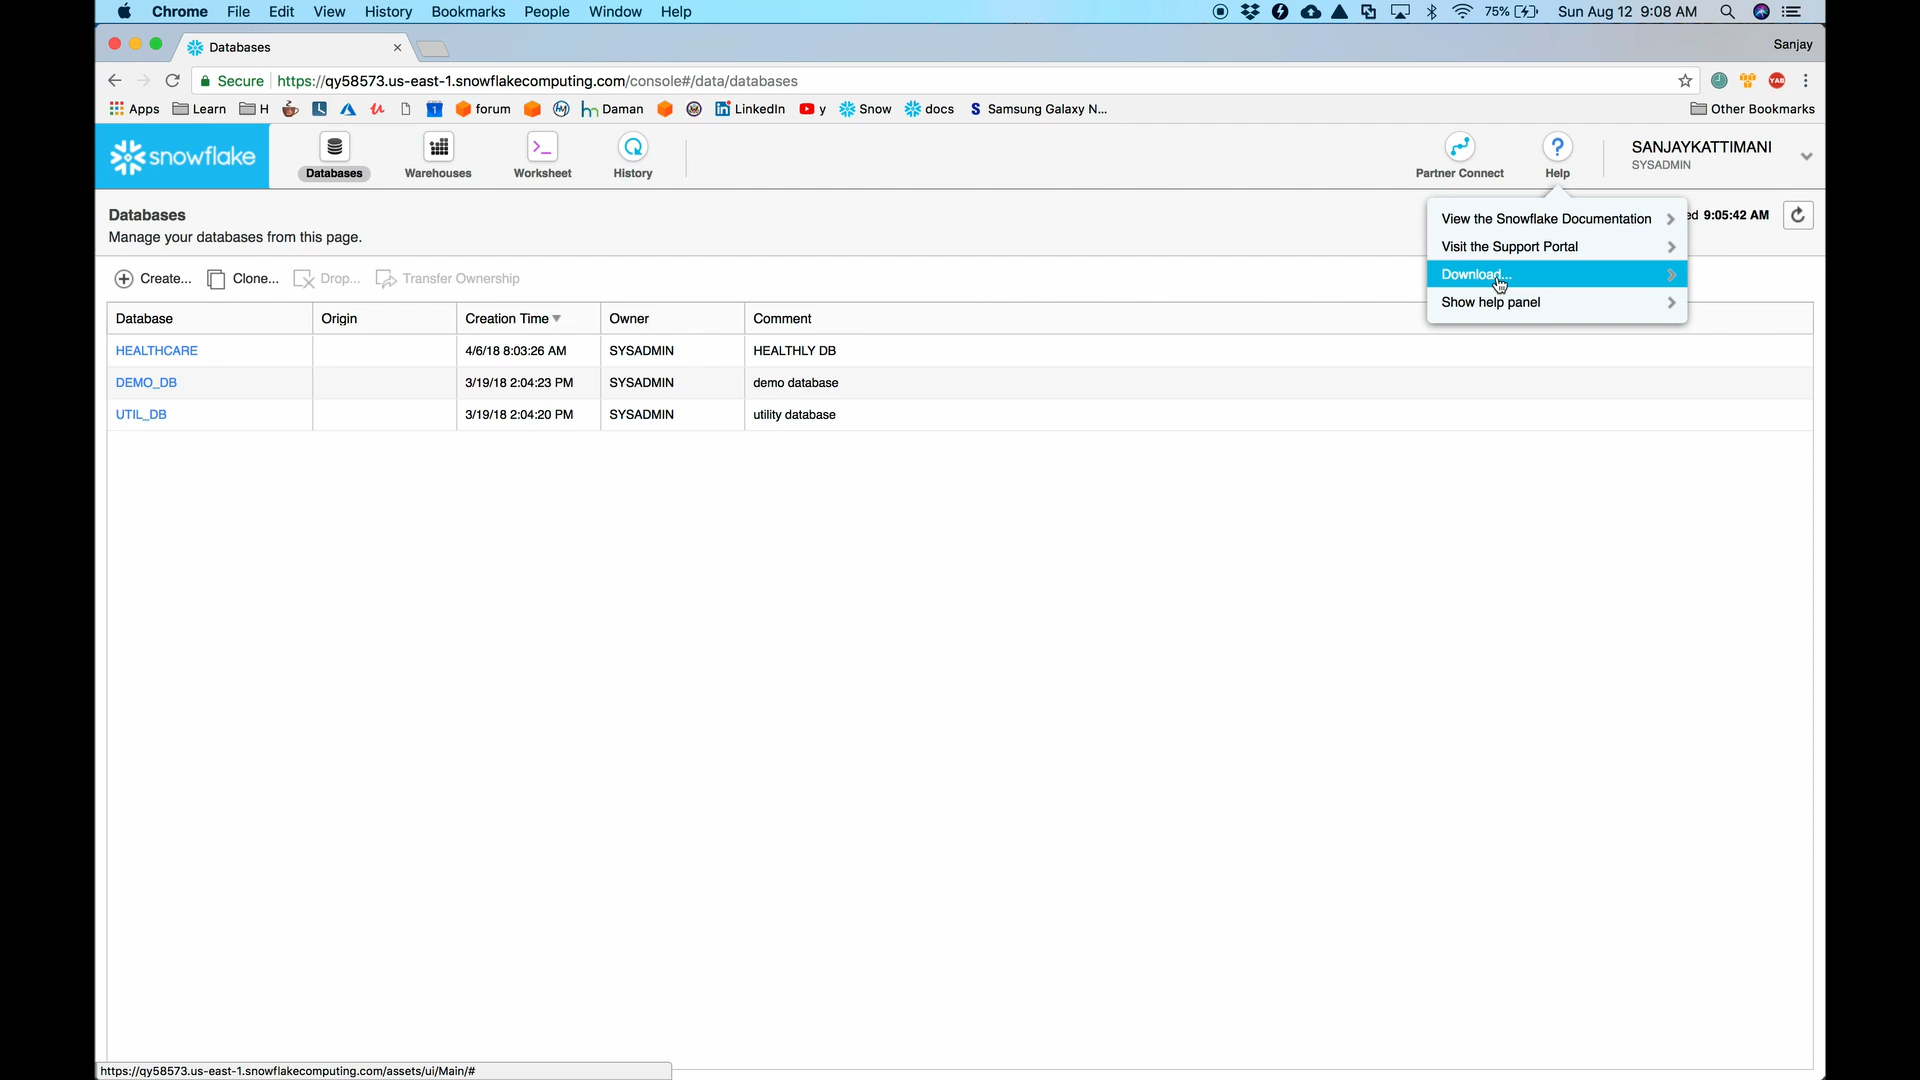 Chrome File Edit View History Bookmarks People Window Help 75% Sun Aug 12 9:08 AM
Databases Sanjay
Secure https://qy58573.us-east-1.snowflakecomputing.com/console#/data/databases YAB
Apps Learn H 1 forum Daman LinkedIn y Snow docs S Samsung Galaxy N... Other Bookmarks
snowflake Databases Warehouses Worksheet History Partner Connect Help SANJAYKATTIMANI
SYSADMIN
Databases
Manage your databases from this page.
ed 9:05:42 AM
View the Snowflake Documentation
Visit the Support Portal
Download...
Show help panel
Create... Clone... Drop... Transfer Ownership
Database Origin Creation Time Owner Comment
HEALTHCARE 4/6/18 8:03:26 AM SYSADMIN HEALTHLY DB
DEMO_DB 3/19/18 2:04:23 PM SYSADMIN demo database
UTIL_DB 3/19/18 2:04:20 PM SYSADMIN utility database
https://qy58573.us-east-1.snowflakecomputing.com/assets/ui/Main/#